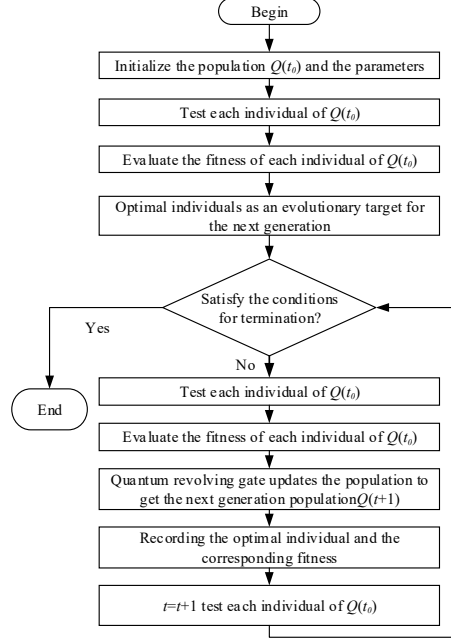 Begin
Initialize the population Q(t₀) and the parameters
Test each individual of Q(t₀)
Evaluate the fitness of each individual of Q(t₀)
Optimal individuals as an evolutionary target for
the next generation
Satisfy the conditions
for termination?
Yes
No
End
Test each individual of Q(t₀)
Evaluate the fitness of each individual of Q(t₀)
Quantum revolving gate updates the population to
get the next generation populationQ(t+1)
Recording the optimal individual and the
corresponding fitness
t=t+1 test each individual of Q(t₀)